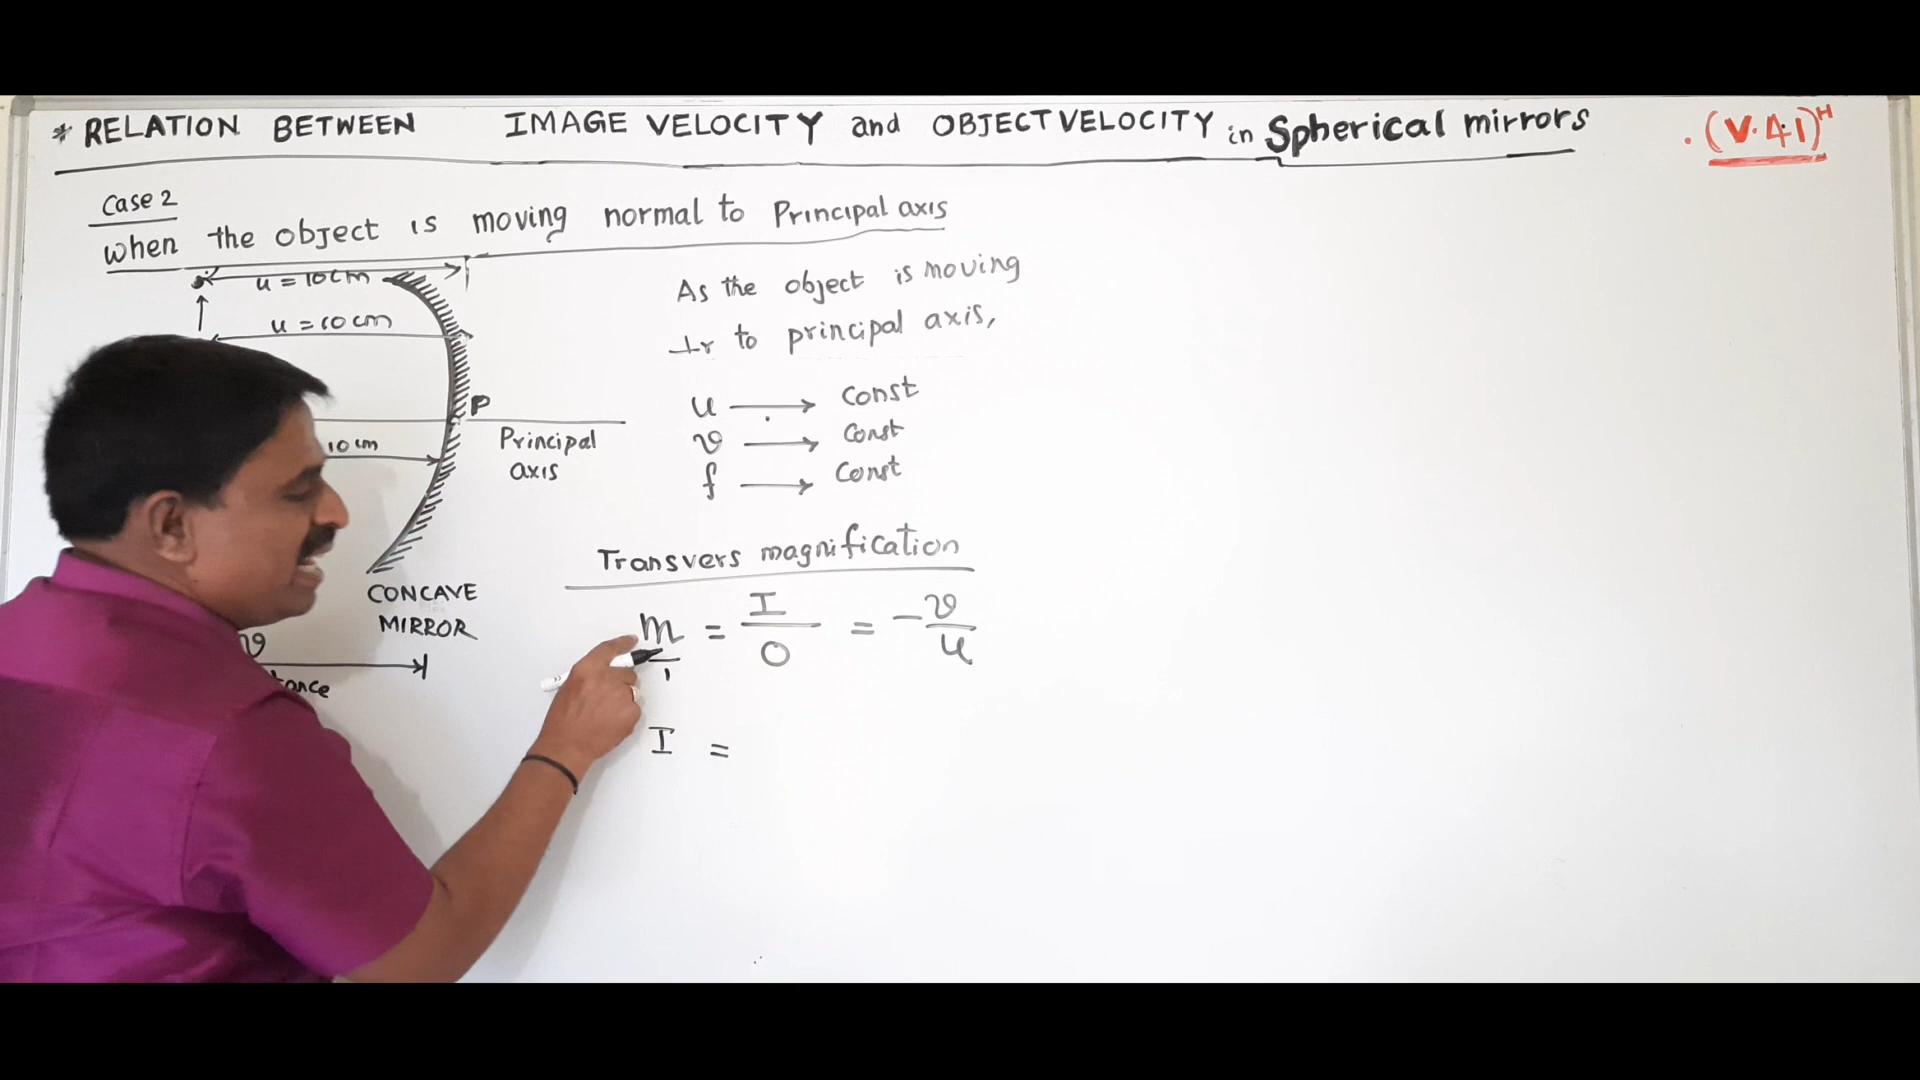 * RELATION BETWEEN IMAGE VELOCITY and OBJECT VELOCITY in Spherical mirrors
. (V.41)ᴴ
Case 2
When the object is moving normal to Principal axis
u = 10 cm
u = 10 cm
P
10 cm
Principal
axis
CONCAVE
MIRROR
v
tance
As the object is moving
⊥r to principal axis,
u → Const
v → Const
f → Const
Transvers magnification
m/1 = I/O = -v/u
I =